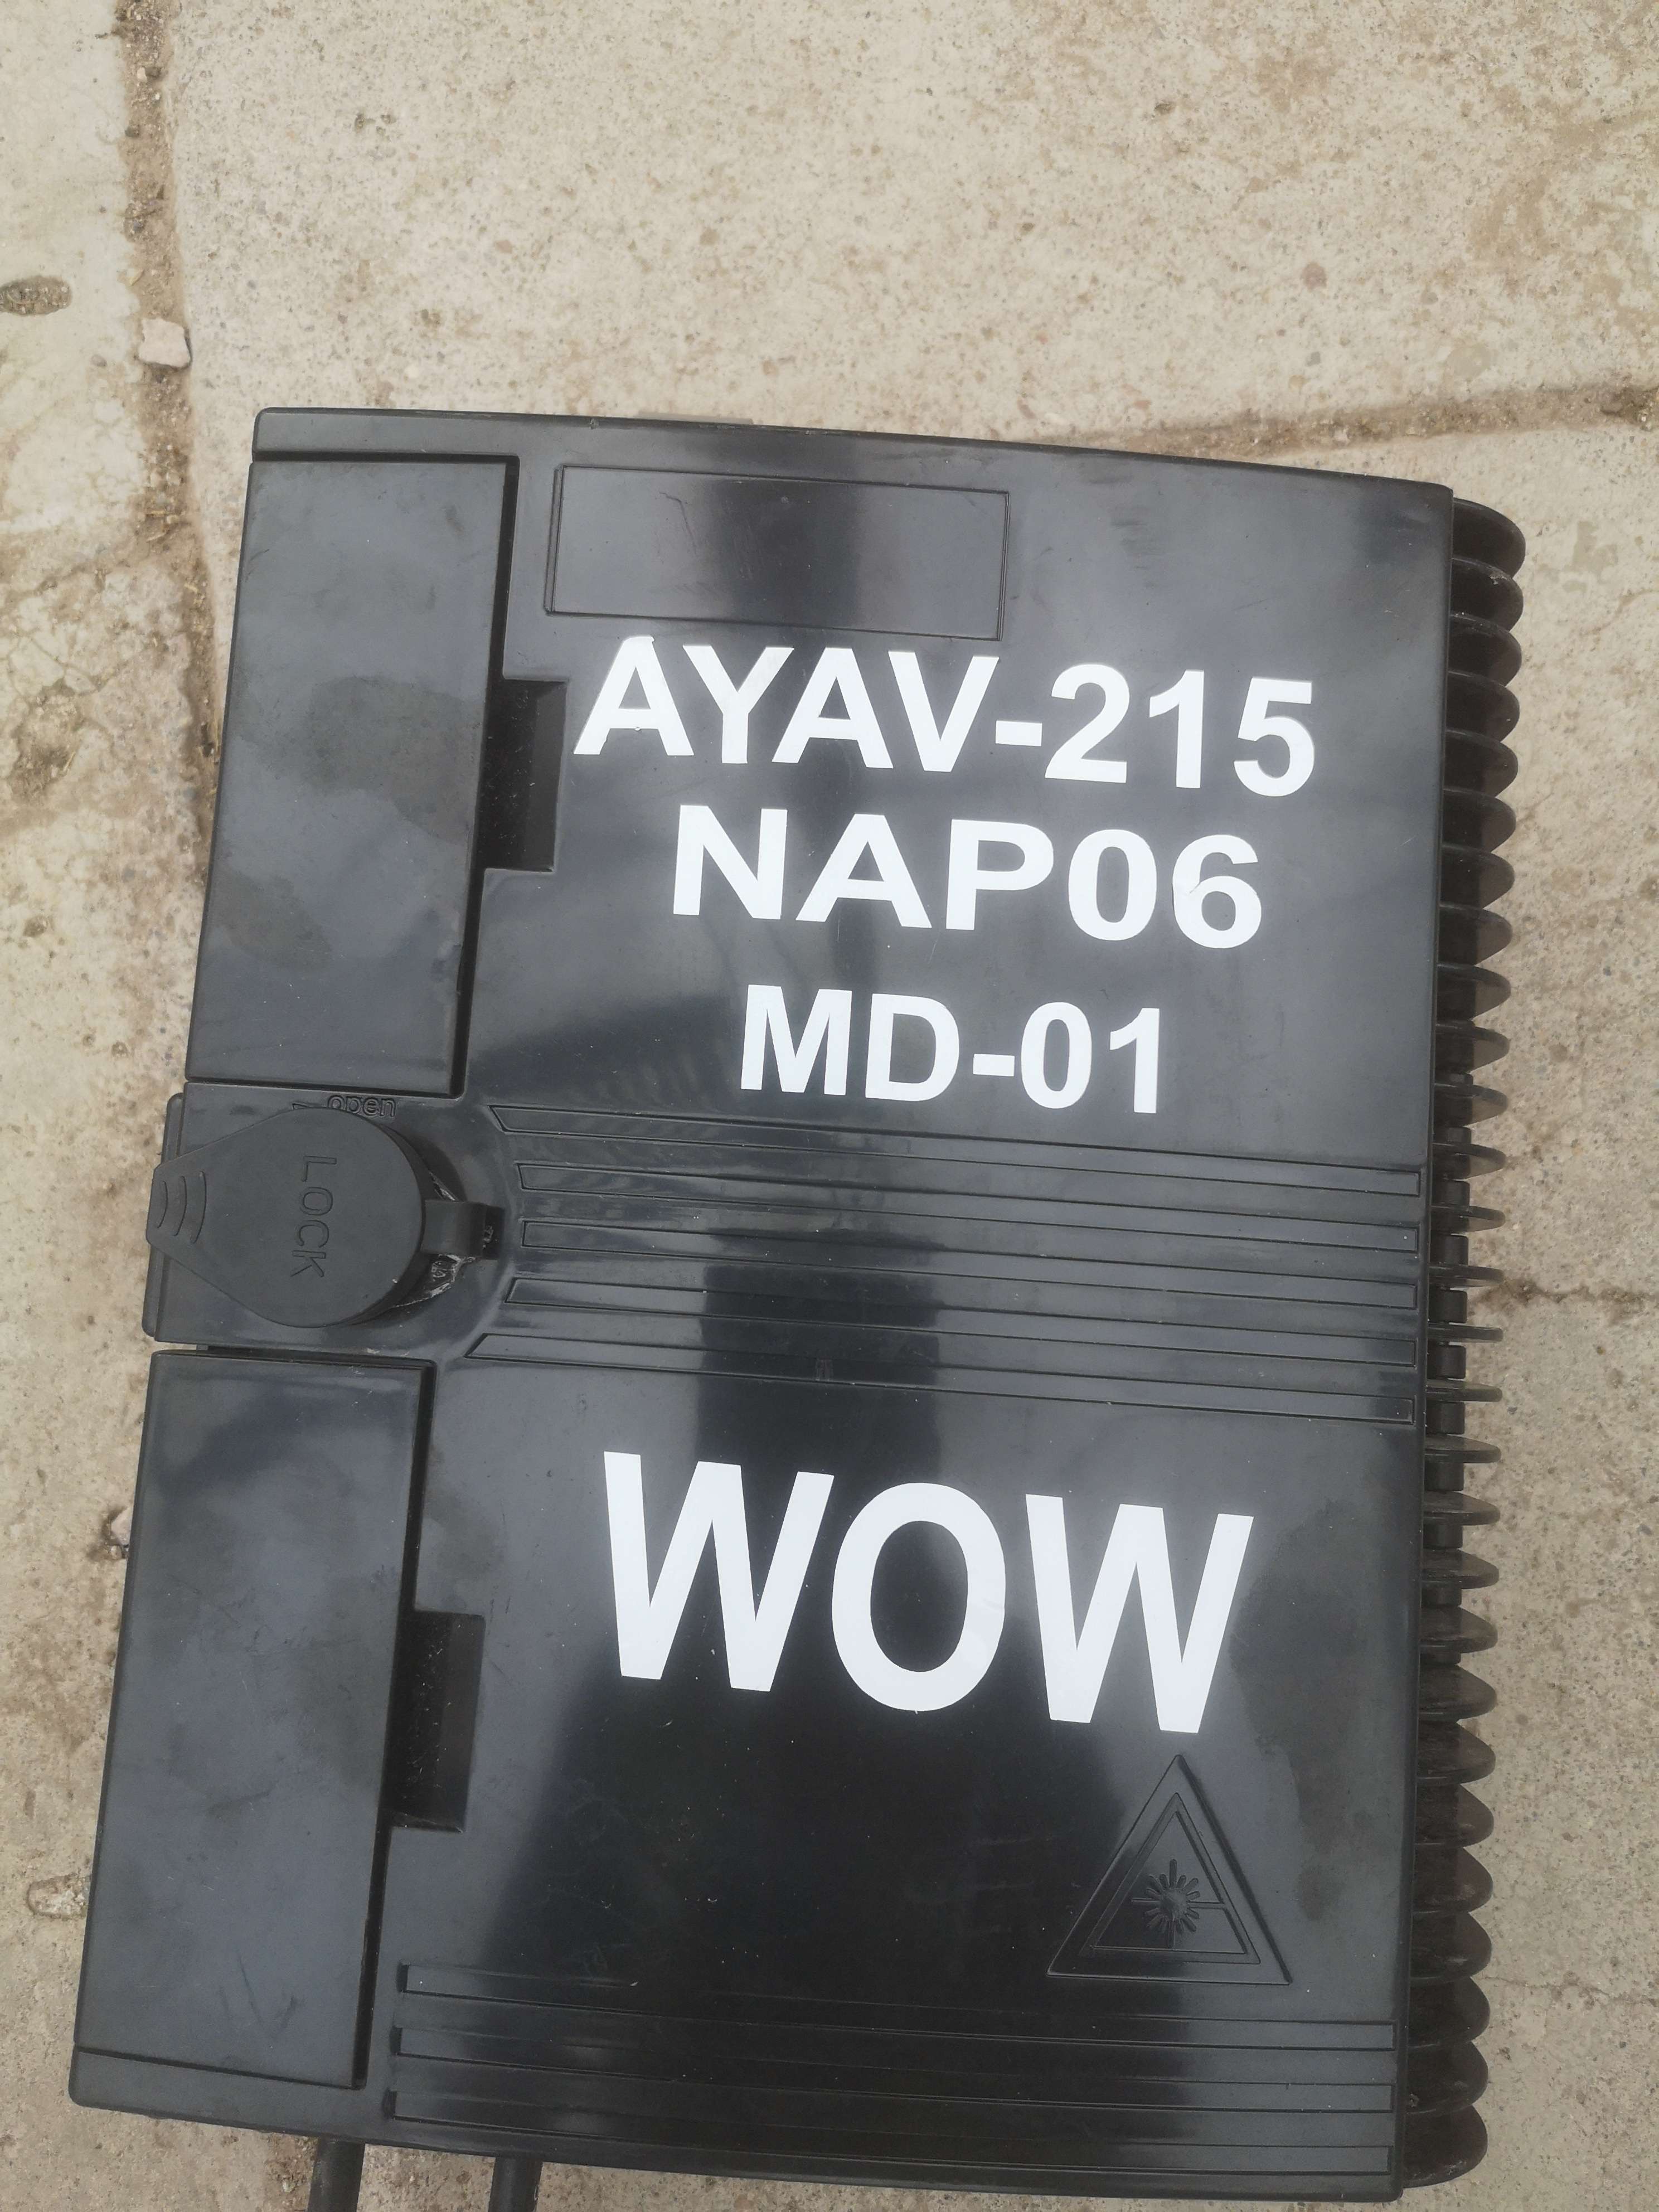 AYAV-215
NAP06
MD-01
open
LOCK
WOW